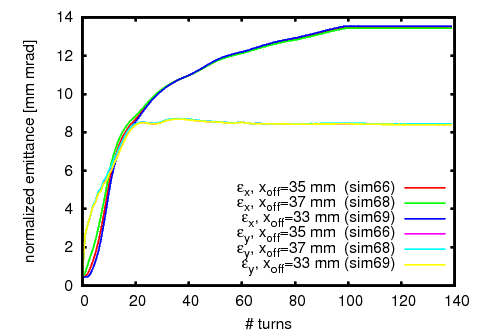 normalized emittance [mm mrad]
14
12
10
8
6
4
2
0
εx, xoff=35 mm (sim66)
εx, xoff=37 mm (sim68)
εx, xoff=33 mm (sim69)
εy, xoff=35 mm (sim66)
εy, xoff=37 mm (sim68)
εy, xoff=33 mm (sim69)
0 20 40 60 80 100 120 140
# turns